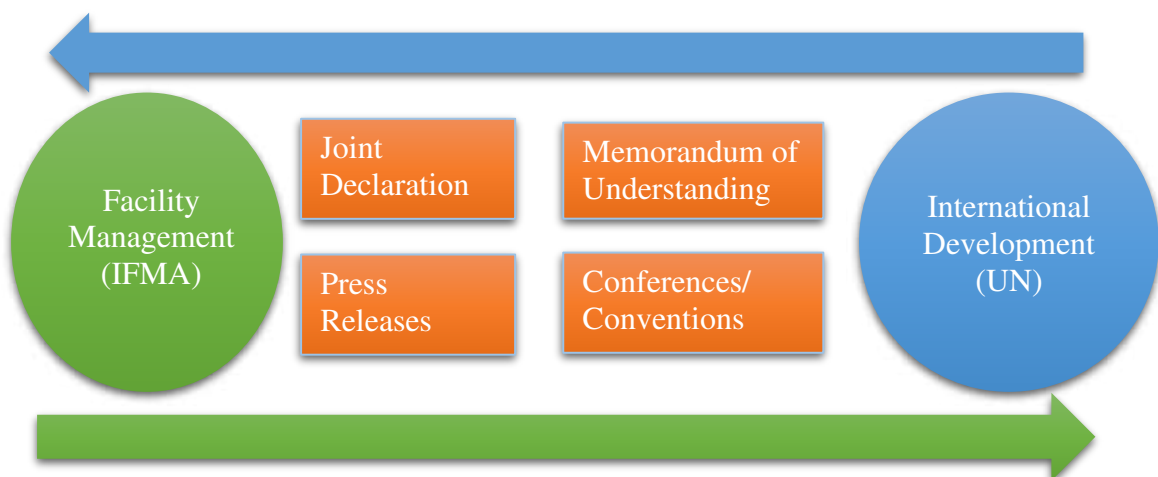 Facility
Management
(IFMA)
Joint
Declaration
Memorandum of
Understanding
Press
Releases
Conferences/
Conventions
International
Development
(UN)